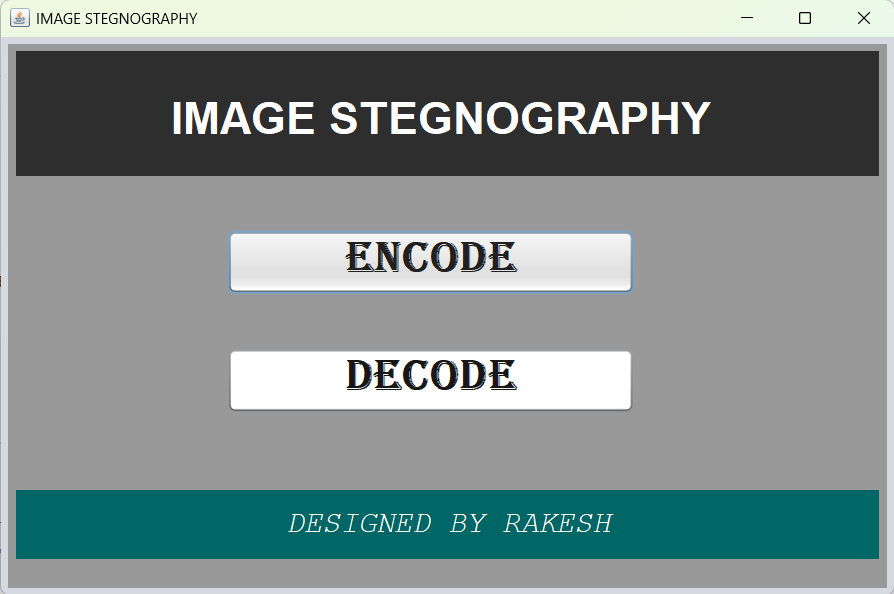 IMAGE STEGNOGRAPHY
IMAGE STEGNOGRAPHY
ENCODE
DECODE
DESIGNED BY RAKESH